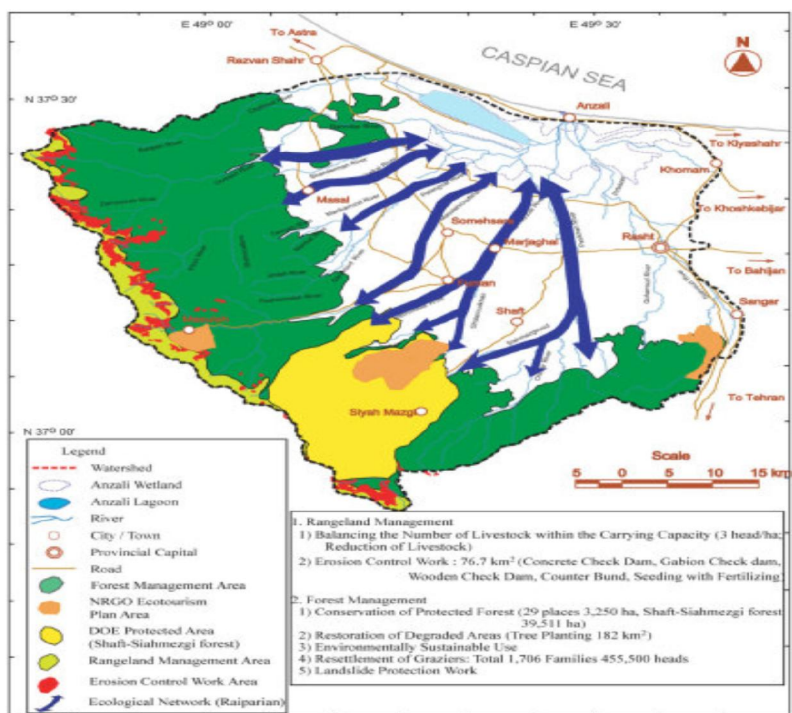 E 49° 00'
E 49° 30'
To Astra
Razvan Shahr
CASPIAN SEA
N
N 37° 30'
Anzali
To Kiyashahr
Khomam
Masal
To Khoshkebijar
Somehsara
Marjaghal
Rasht
To Bahijan
Fuman
Shaft
Sangar
Masuleh
Siyah Mazgi
To Tehran
N 37° 00'
Scale
5 0 5 10 15 km
Legend
Watershed
Anzali Wetland
Anzali Lagoon
River
City / Town
Provincial Capital
Road
Forest Management Area
NRGO Ecotourism
Plan Area
DOE Protected Area
(Shaft-Siahmezgi forest)
Rangeland Management Area
Erosion Control Work Area
Ecological Network (Raiparian)
1. Rangeland Management
1) Balancing the Number of Livestock within the Carrying Capacity (3 head/ha;
Reduction of Livestock)
2) Erosion Control Work : 76.7 km² (Concrete Check Dam, Gabion Check dam,
Wooden Check Dam, Counter Bund, Seeding with Fertilizing)
2. Forest Management
1) Conservation of Protected Forest (29 places 3,250 ha, Shaft-Siahmezgi forest
39,511 ha)
2) Restoration of Degraded Areas (Tree Planting 182 km²)
3) Environmentally Sustainable Use
4) Resettlement of Graziers: Total 1,706 Families 455,500 heads
5) Landslide Protection Work